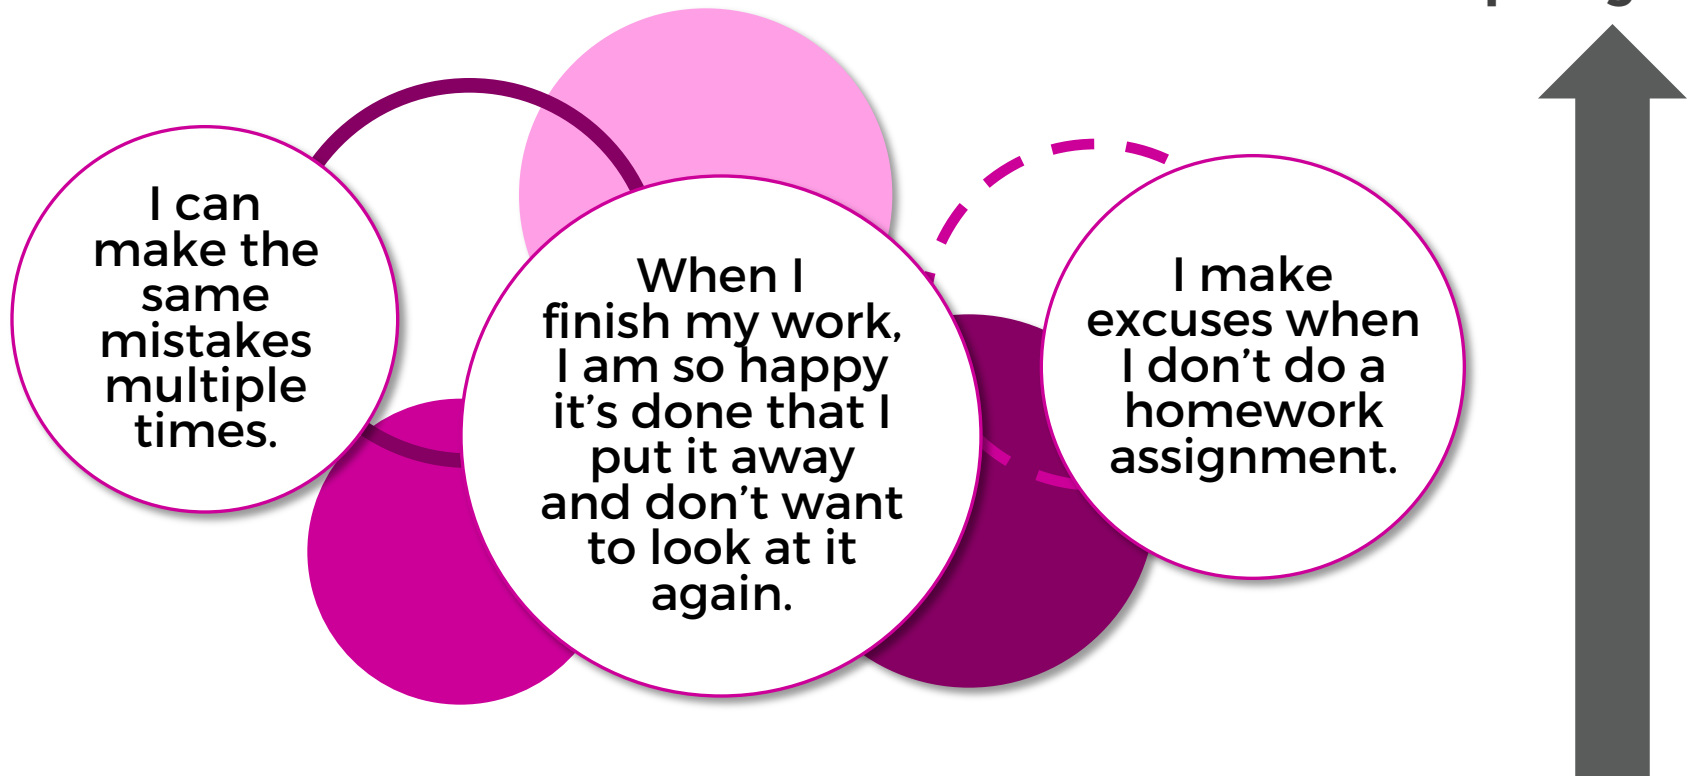 I can
make the
same
mistakes
multiple
times.
When I
finish my work,
I am so happy
it's done that I
put it away
and don't want
to look at it
again.
I make
excuses when
I don't do a
homework
assignment.